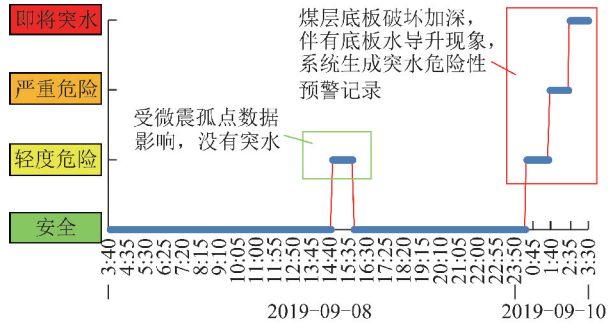 即将突水
严重危险
轻度危险
安全
煤层底板破坏加深,
伴有底板水导升现象,
系统生成突水危险性
预警记录
受微震孤点数据
影响, 没有突水
3:40
4:35
5:30
6:25
7:20
8:15
9:10
10:05
11:00
11:55
12:50
13:45
14:40
15:35
16:30
17:25
18:20
19:15
20:10
21:05
22:00
22:55
23:50
0:45
1:40
2:35
3:30
2019-09-08
2019-09-10